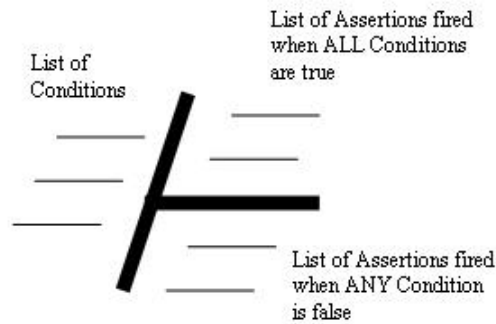 List of Assertions fired
when ALL Conditions
are true
List of
Conditions
List of Assertions fired
when ANY Condition
is false